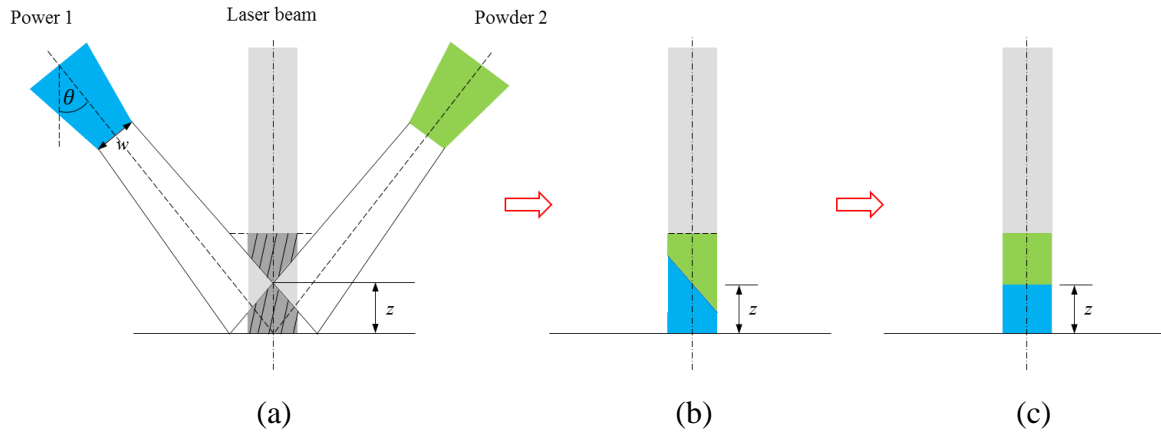 Power 1
Laser beam
Powder 2
θ
w
z
z
z
(a)
(b)
(c)